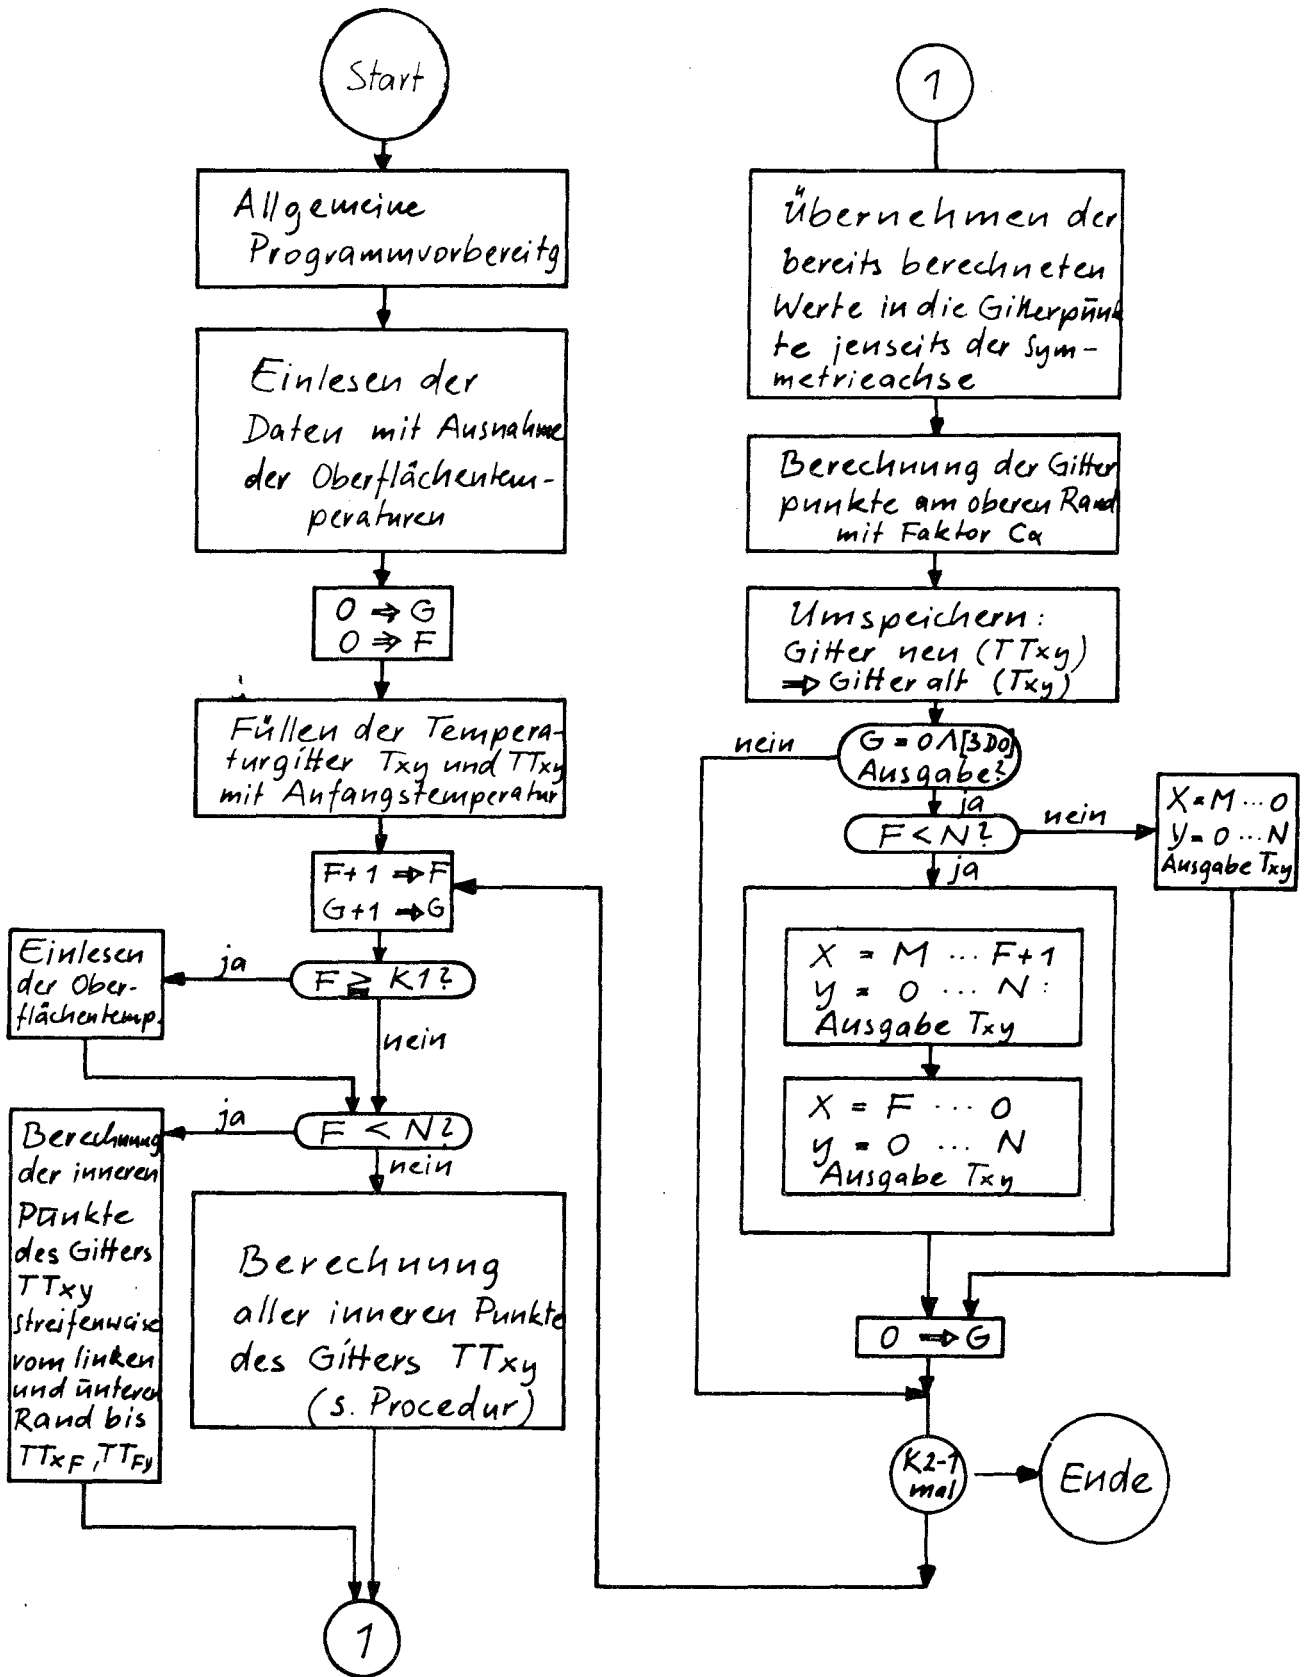 Start
Allgemeine
Programmvorbereitg
Einlesen der
Daten mit Ausnahme
der Oberflächentem-
peraturen
0 ⇒ G
0 ⇒ F
Füllen der Tempera-
turgitter Txy und TTxy
mit Anfangstemperatur
F+1 ⇒ F
G+1 ⇒ G
F ≥ K1?
ja
Einlesen
der Ober-
flächentemp.
nein
F < N?
ja
Berechnung
der inneren
Punkte
des Gitters
TTxy
streifenweise
vom linken
und unteren
Rand bis
TTxF, TTFy
nein
Berechnung
aller inneren Punkte
des Gitters TTxy
(s. Procedur)
1
1
Übernehmen der
bereits berechneten
Werte in die Gitterpunk
te jenseits der Sym-
metrieachse
Berechnung der Gitter
punkte am oberen Rand
mit Faktor Cα
Umspeichern:
Gitter neu (TTxy)
⇒ Gitter alt (Txy)
nein
G = 0 ∧ [3D0]
Ausgabe?
ja
F < N?
nein
X = M ... 0
y = 0 ... N
Ausgabe Txy
ja
X = M ... F+1
y = 0 ... N:
Ausgabe Txy
X = F ... 0
y = 0 ... N
Ausgabe Txy
0 ⇒ G
K2-1
mal
Ende